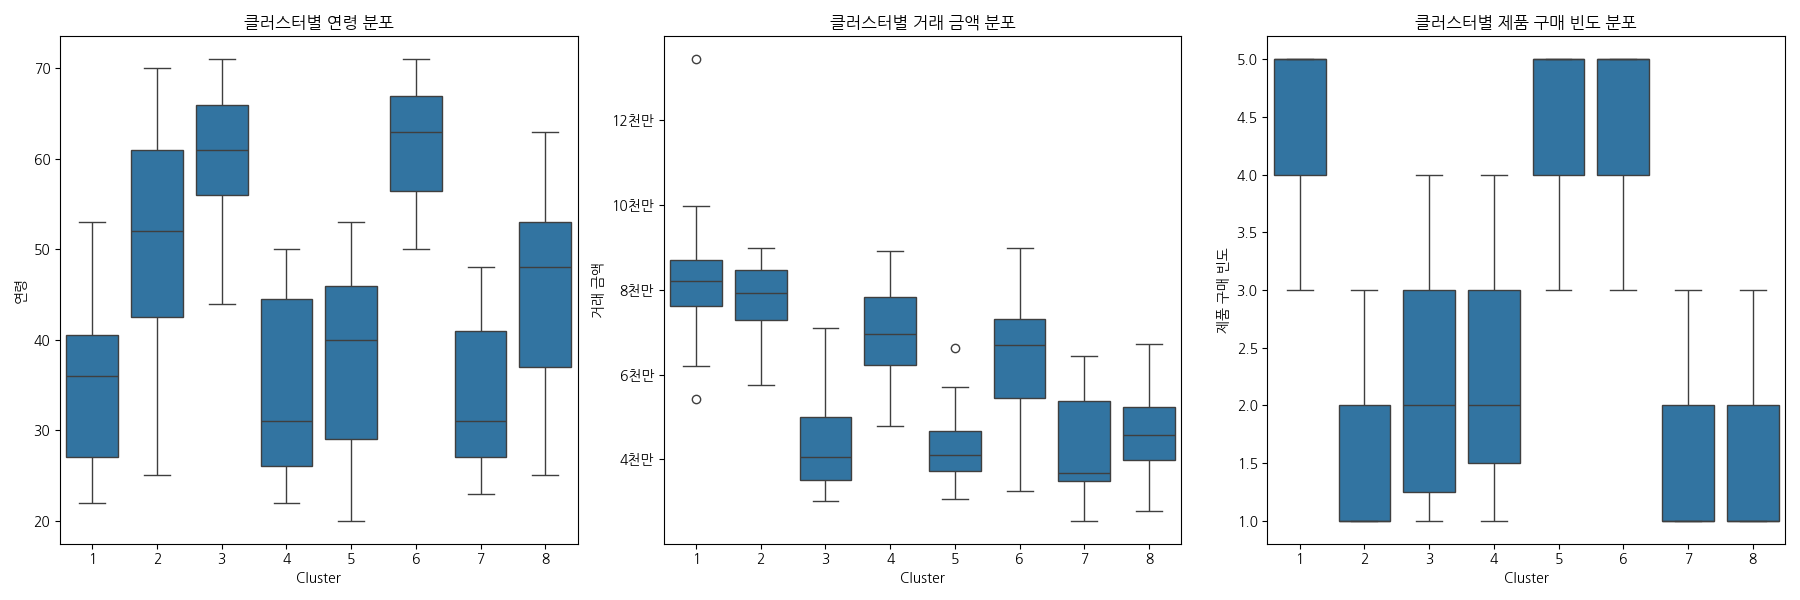 클러스터별 연령 분포
연령
70
60
50
40
30
20
1 2 3 4 5 6 7 8
Cluster
클러스터별 거래 금액 분포
거래 금액
12천만
10천만
8천만
6천만
4천만
1 2 3 4 5 6 7 8
Cluster
클러스터별 제품 구매 빈도 분포
제품 구매 빈도
5.0
4.5
4.0
3.5
3.0
2.5
2.0
1.5
1.0
1 2 3 4 5 6 7 8
Cluster